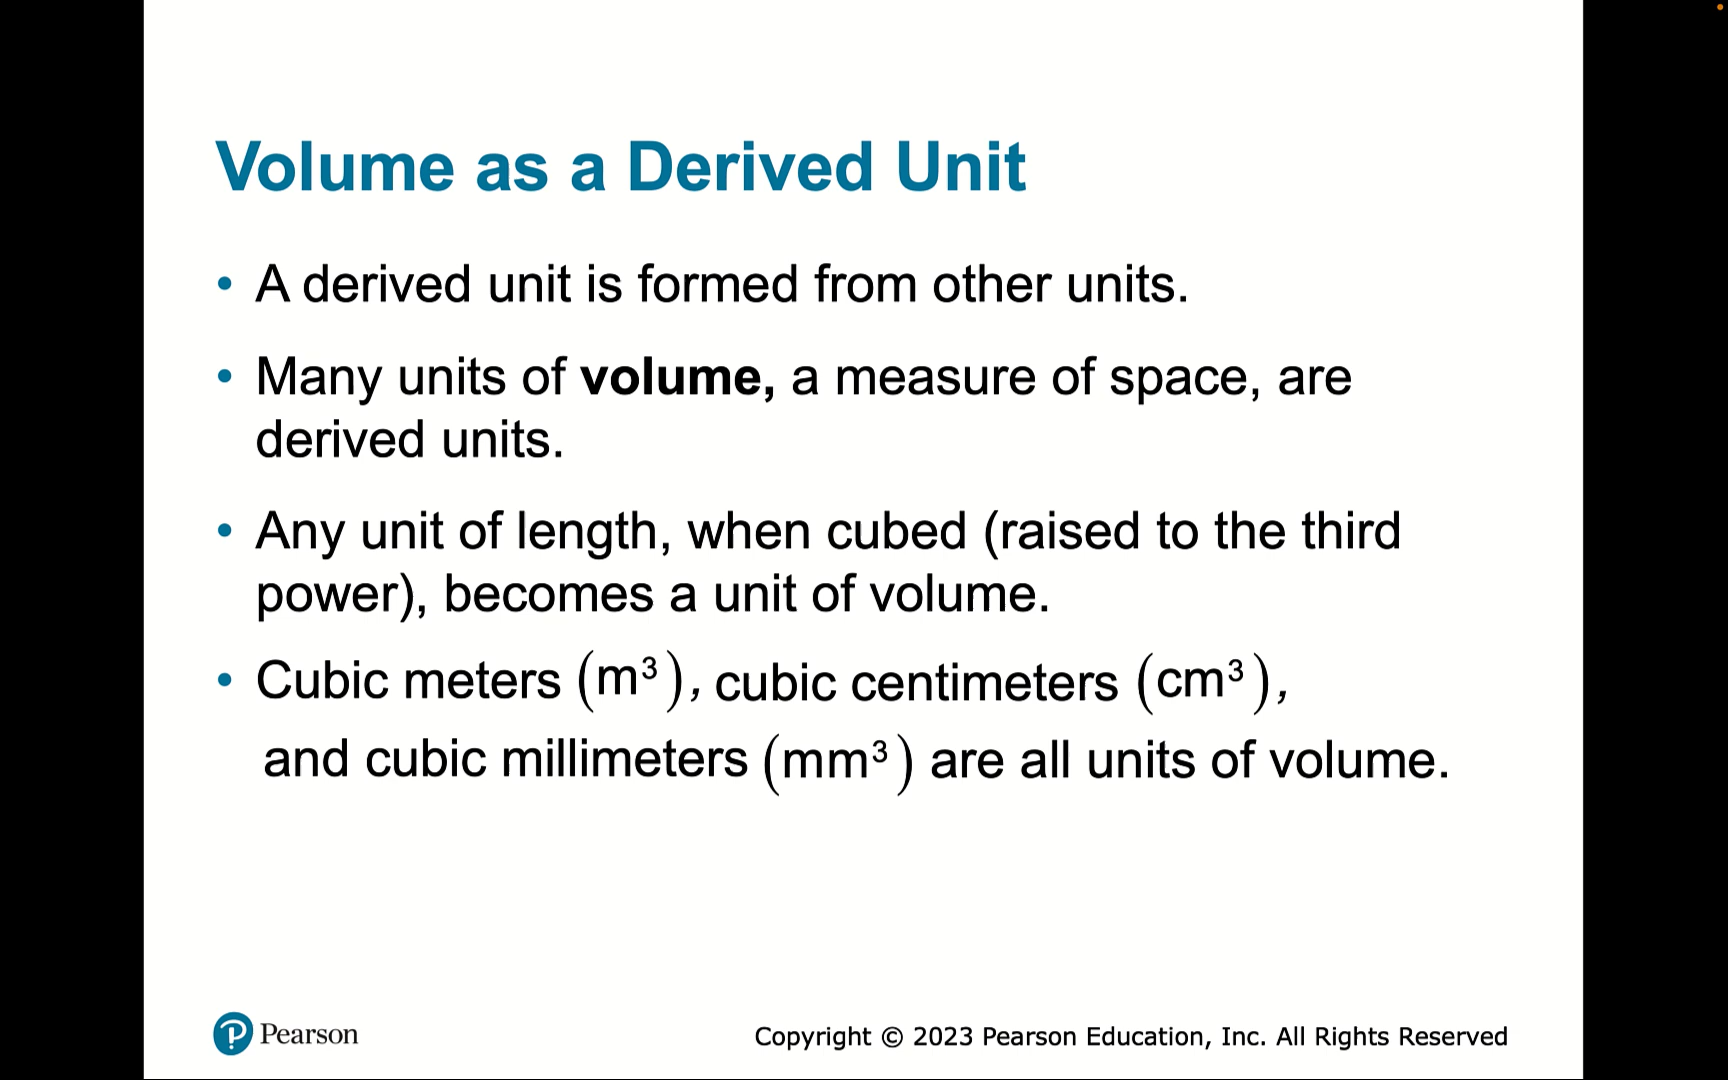 Volume as a Derived Unit
• A derived unit is formed from other units.
• Many units of volume, a measure of space, are
derived units.
• Any unit of length, when cubed (raised to the third
power), becomes a unit of volume.
• Cubic meters (m³), cubic centimeters (cm³),
and cubic millimeters (mm³) are all units of volume.
Pearson
Copyright © 2023 Pearson Education, Inc. All Rights Reserved